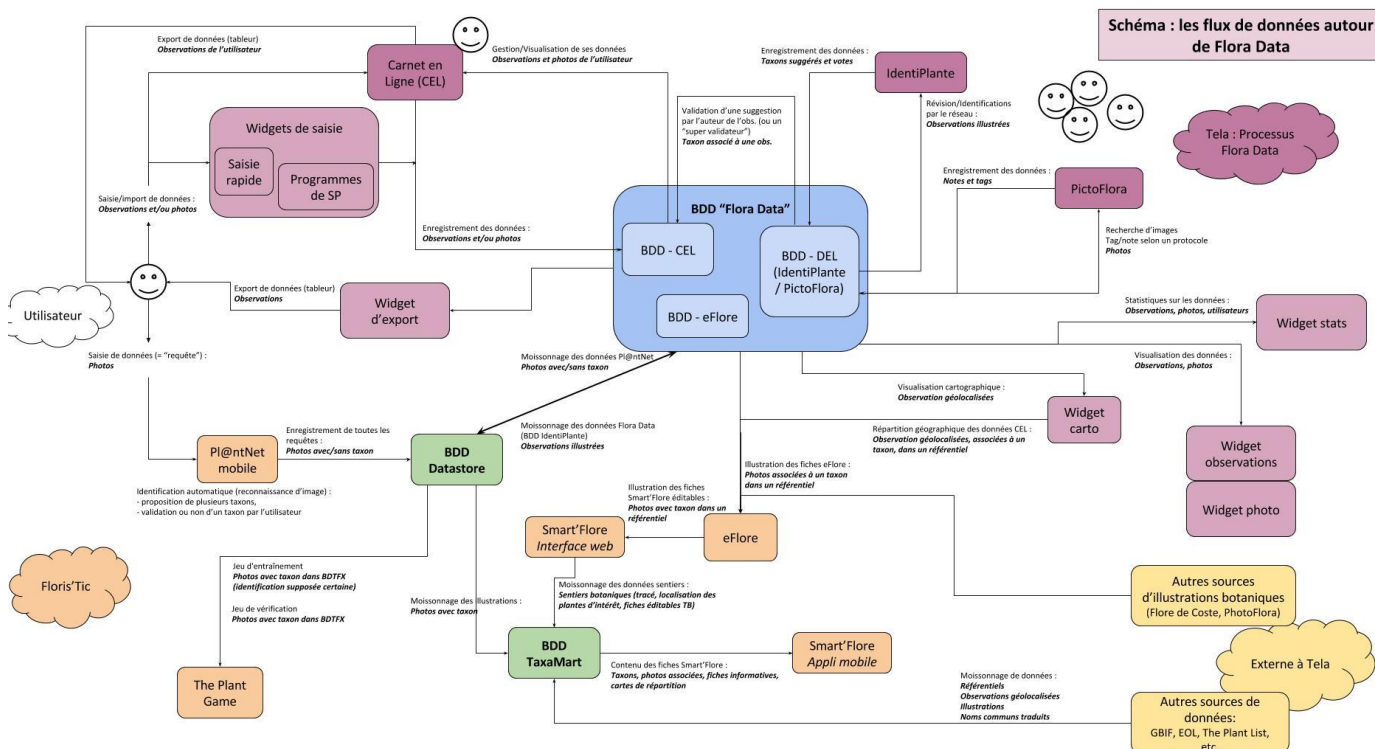 Schéma : les flux de données autour
de Flora Data
Export de données (tableur)
Observations de l'utilisateur
Carnet en
Ligne (CEL)
Gestion/Visualisation de ses données
Observations et photos de l'utilisateur
Enregistrement des données :
Taxons suggérés et votes
IdentiPlante
Révision/Identifications
par le réseau :
Observations illustrées
Tela : Processus
Flora Data
Widgets de saisie
Saisie
rapide
Programmes
de SP
Validation d'une suggestion
par l'auteur de l'obs. (ou un
"super validateur")
Taxon associé à une obs.
Saisie/import de données :
Observations et/ou photos
Enregistrement des données :
Notes et tags
PictoFlora
Recherche d'images
Tag/note selon un protocole
Photos
Enregistrement des données :
Observations et/ou photos
BDD "Flora Data"
BDD - CEL
BDD - DEL
(IdentiPlante
/ PictoFlora)
BDD - eFlore
Utilisateur
Export de données (tableur)
Observations
Widget
d'export
Statistiques sur les données :
Observations, photos, utilisateurs
Widget stats
Saisie de données (= "requête") :
Photos
Moissonnage des données Pl@ntNet
Photos avec/sans taxon
Visualisation des données :
Observations, photos
Visualisation cartographique :
Observation géolocalisées
Widget
carto
Répartition géographique des données CEL :
Observation géolocalisées, associées à un
taxon, dans un référentiel
Widget
observations
Widget photo
Pl@ntNet
mobile
Enregistrement de toutes les
requêtes :
Photos avec/sans taxon
BDD
Datastore
Moissonnage des données Flora Data
(BDD IdentiPlante)
Observations illustrées
Identification automatique (reconnaissance d'image) :
- proposition de plusieurs taxons,
- validation ou non d'un taxon par l'utilisateur
Illustration des fiches eFlore :
Photos associées à un taxon
dans un référentiel
Illustration des fiches
Smart'Flore éditables :
Photos avec taxon dans un
référentiel
Smart'Flore
Interface web
eFlore
Floris'Tic
Jeu d'entraînement
Photos avec taxon dans BDTFX
(identification supposée certaine)
Jeu de vérification
Photos avec taxon dans BDTFX
Moissonnage des illustrations :
Photos avec taxon
Moissonnage des données sentiers :
Sentiers botaniques (tracé, localisation des
plantes d'intérêt, fiches éditables TB)
Autres sources
d'illustrations botaniques
(Flore de Coste, PhotoFlora)
BDD
TaxaMart
Smart'Flore
Appli mobile
Contenu des fiches Smart'Flore :
Taxons, photos associées, fiches informatives,
cartes de répartition
Externe à Tela
The Plant
Game
Moissonnage de données :
Référentiels
Observations géolocalisées
Illustrations
Noms communs traduits
Autres sources de
données:
GBIF, EOL, The Plant List,
etc